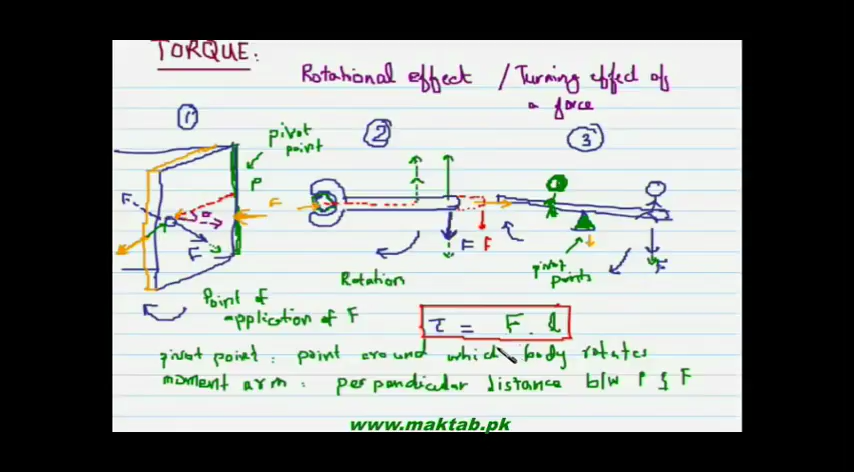 TORQUE:
Rotational effect / Turning effect of
a force
1
2
3
pivot
point
P
F
F
F
F
F
F
Rotation
pivot
points
Point of
application of F
τ = F . d
pivot point : point around which body rotates
moment arm : perpendicular distance b/w P & F
www.maktab.pk